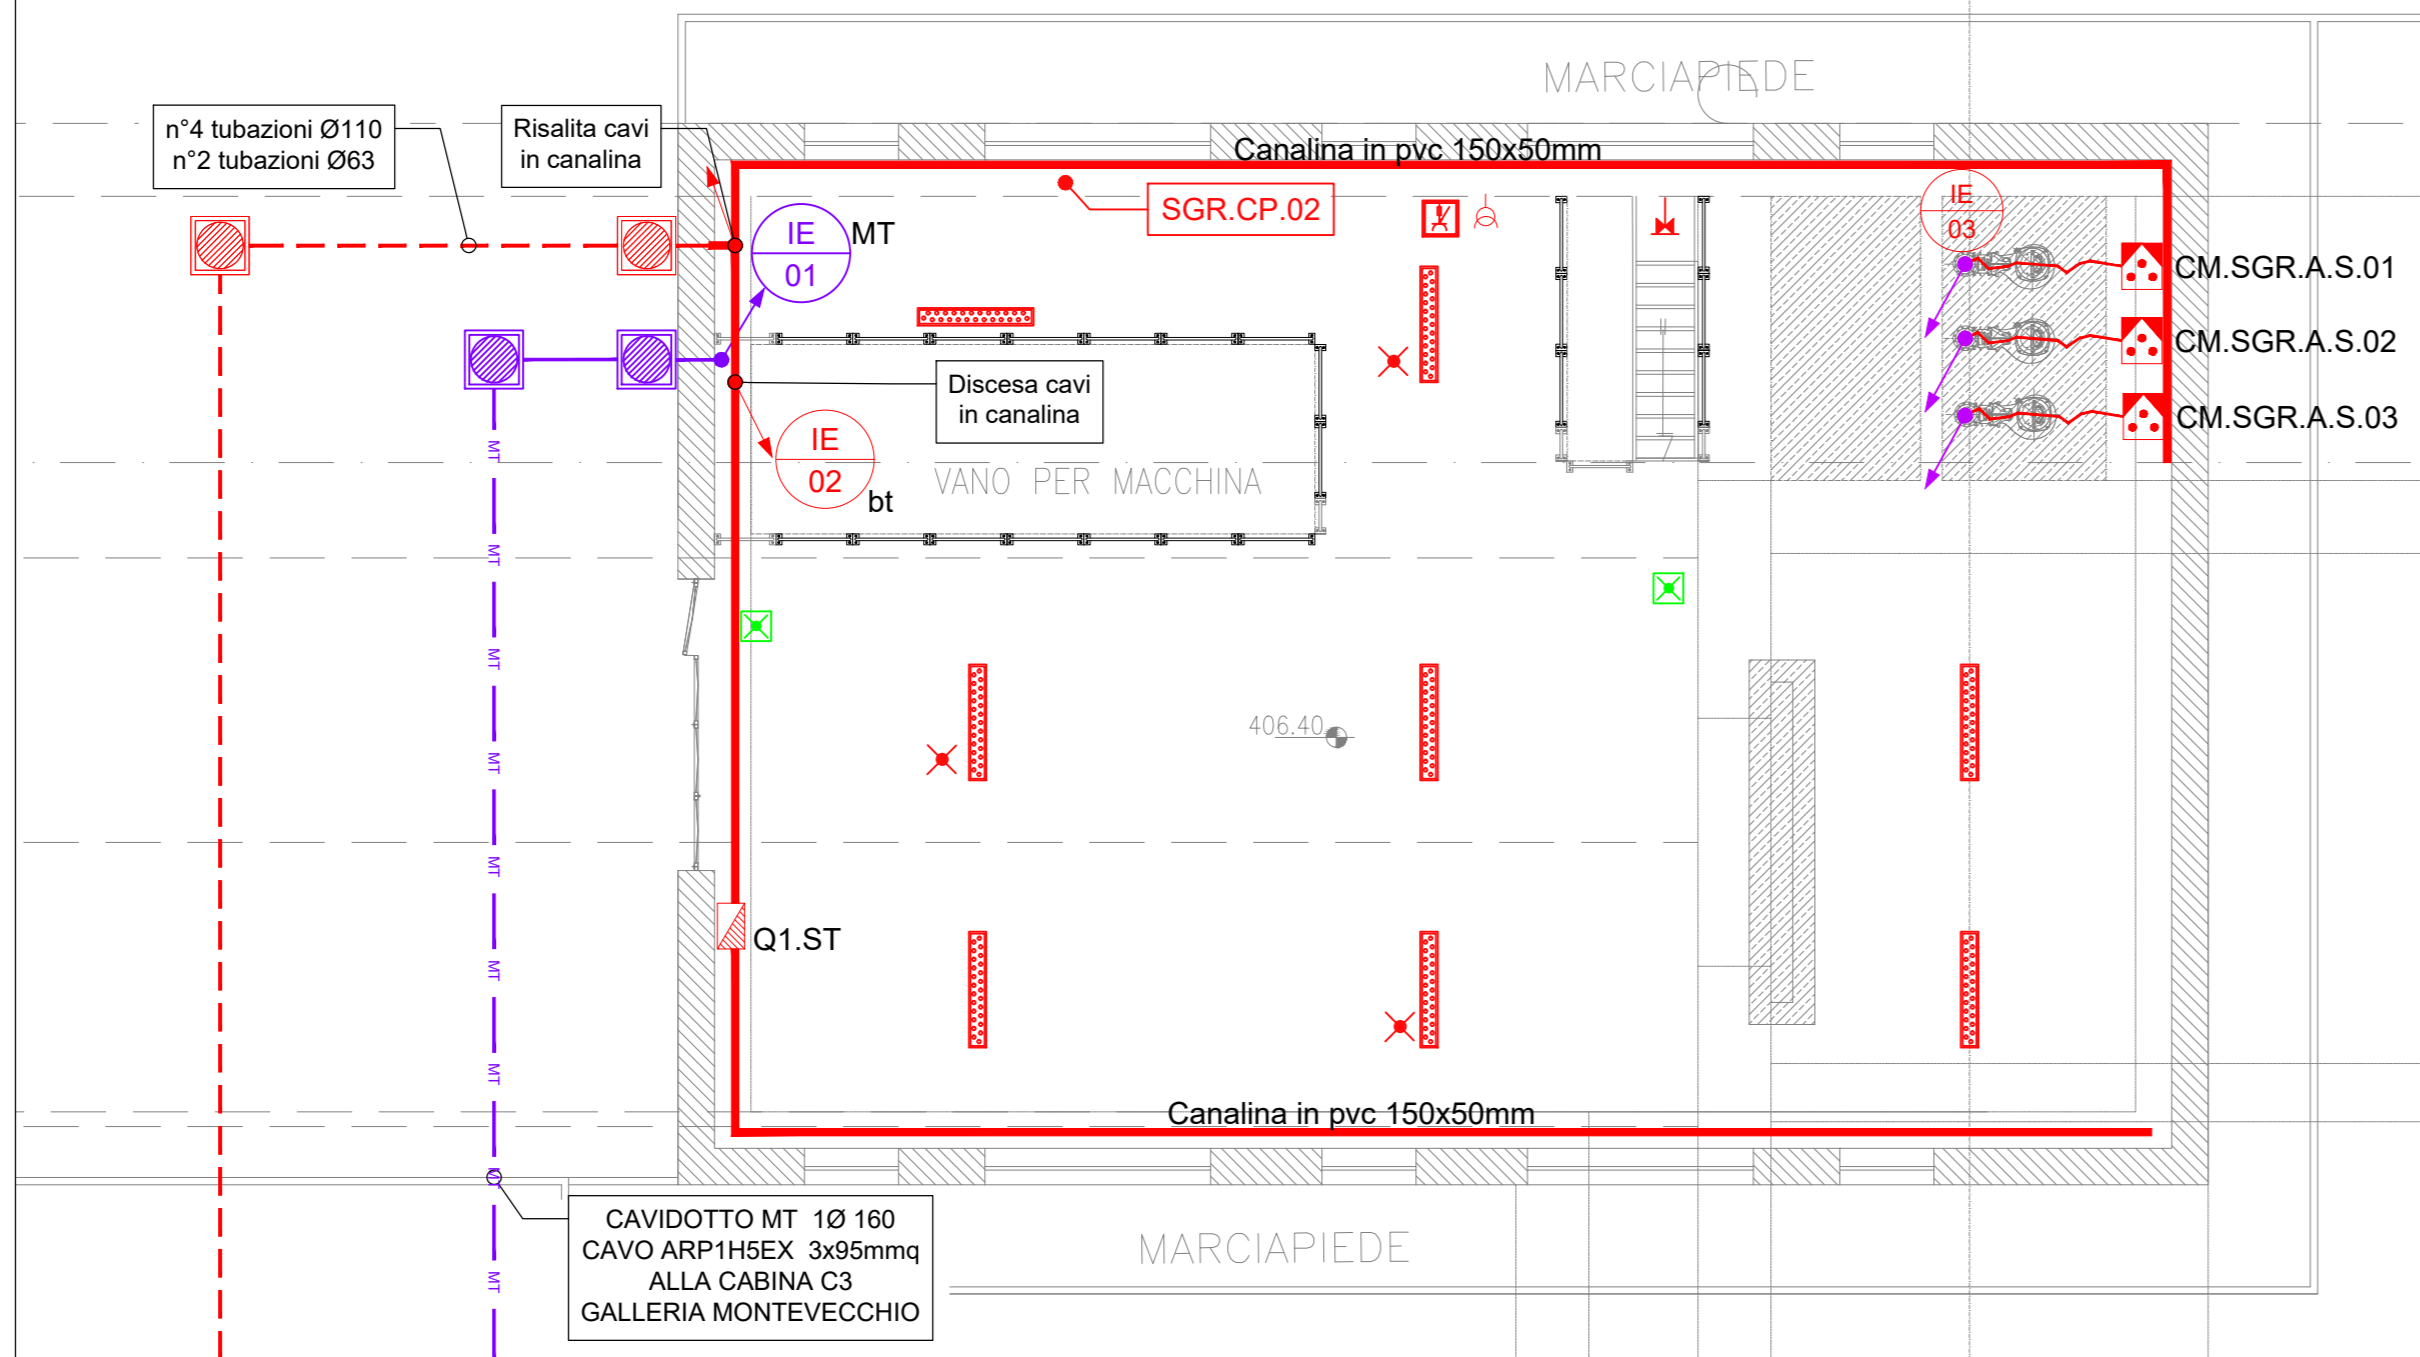 MARCIAPIEDE
n°4 tubazioni Ø110
n°2 tubazioni Ø63
Risalita cavi
in canalina
Canalina in pvc 150x50mm
SGR.CP.02
IE
03
IE
01
MT
CM.SGR.A.S.01
CM.SGR.A.S.02
CM.SGR.A.S.03
Discesa cavi
in canalina
IE
02
bt
VANO PER MACCHINA
MT
MT
MT
MT
MT
MT
MT
MT
MT
406.40
Q1.ST
Canalina in pvc 150x50mm
CAVIDOTTO MT 1Ø 160
CAVO ARP1H5EX 3x95mmq
ALLA CABINA C3
GALLERIA MONTEVECCHIO
MARCIAPIEDE